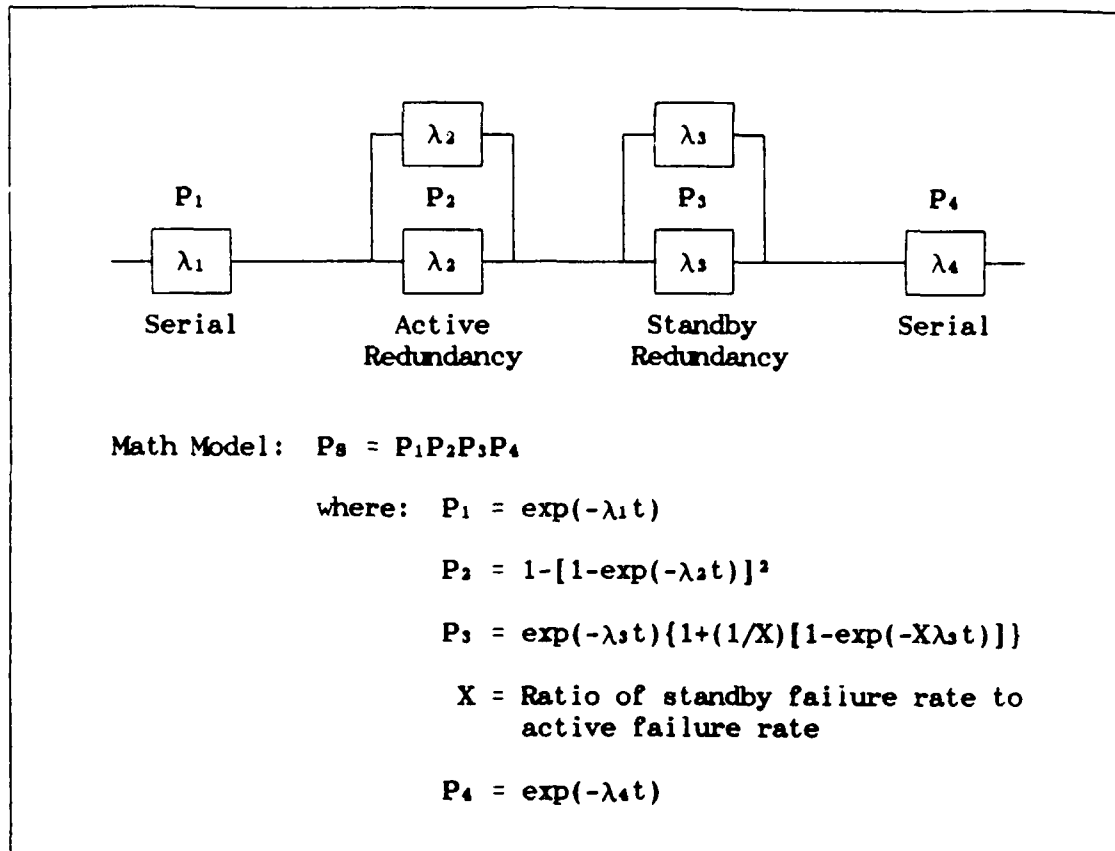 λ₂ λ₃
P₁ P₂ P₃ P₄
λ₁ λ₂ λ₃ λ₄
Serial Active Standby Serial
Redundancy Redundancy
Math Model: Pₛ = P₁P₂P₃P₄
where: P₁ = exp(-λ₁t)
P₂ = 1-[1-exp(-λ₂t)]²
P₃ = exp(-λ₃t){1+(1/X)[1-exp(-Xλ₃t)]}
X = Ratio of standby failure rate to
active failure rate
P₄ = exp(-λ₄t)